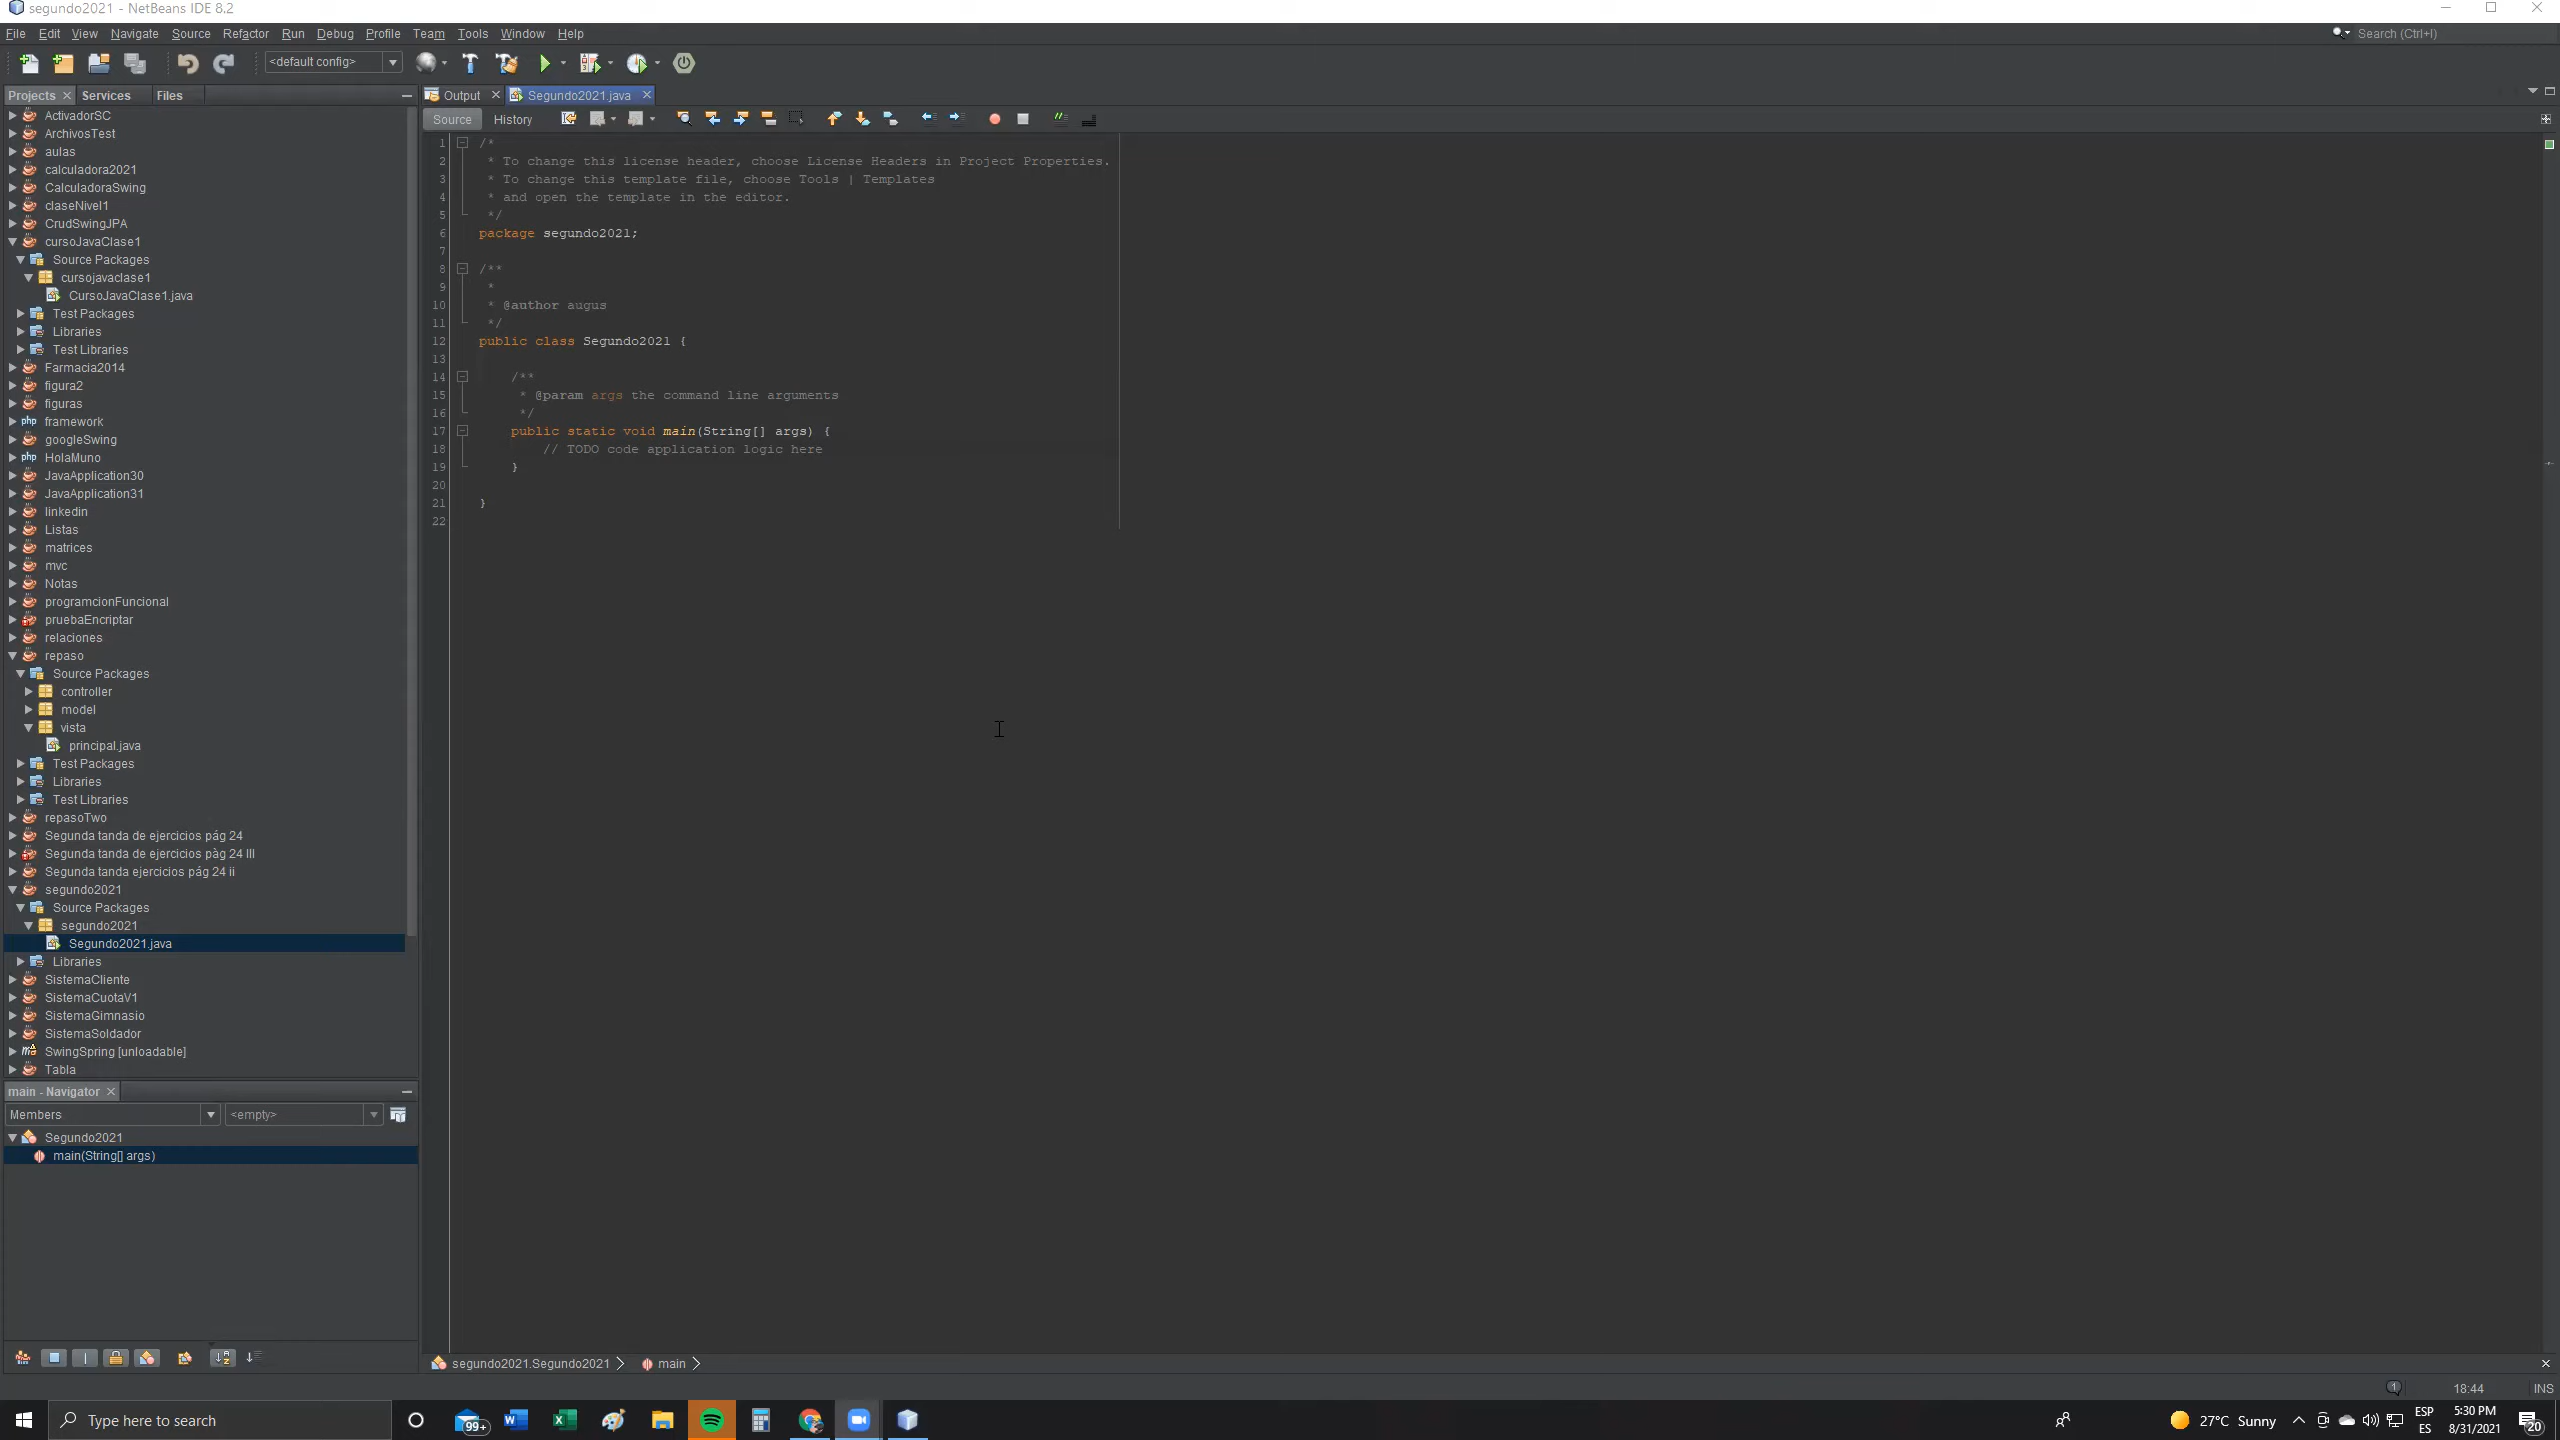 segundo2021 - NetBeans IDE 8.2
File Edit View Navigate Source Refactor Run Debug Profile Team Tools Window Help
Search (Ctrl+I)
<default config>
Projects Services Files
Output Segundo2021.java
Source History
ActivadorSC
ArchivosTest
aulas
calculadora2021
CalculadoraSwing
claseNivel1
CrudSwingJPA
cursoJavaClase1
Source Packages
cursojavaclase1
CursoJavaClase1.java
Test Packages
Libraries
Test Libraries
Farmacia2014
figura2
figuras
php framework
googleSwing
php HolaMuno
JavaApplication30
JavaApplication31
linkedin
Listas
matrices
mvc
Notas
programcionFuncional
pruebaEncriptar
relaciones
repaso
Source Packages
controller
model
vista
principal.java
Test Packages
Libraries
Test Libraries
repasoTwo
Segunda tanda de ejercicios pág 24
Segunda tanda de ejercicios pàg 24 III
Segunda tanda ejercicios pág 24 ii
segundo2021
Source Packages
segundo2021
Segundo2021.java
Libraries
SistemaCliente
SistemaCuotaV1
SistemaGimnasio
SistemaSoldador
SwingSpring [unloadable]
Tabla
1 /*
2 * To change this license header, choose License Headers in Project Properties.
3 * To change this template file, choose Tools | Templates
4 * and open the template in the editor.
5 */
6 package segundo2021;
7
8 /**
9 *
10 * @author augus
11 */
12 public class Segundo2021 {
13
14 /**
15 * @param args the command line arguments
16 */
17 public static void main(String[] args) {
18 // TODO code application logic here
19 }
20
21 }
22
main - Navigator
Members <empty>
Segundo2021
main(String[] args)
segundo2021.Segundo2021 main
1 18:44 INS
Type here to search
99+
27°C Sunny
ESP
ES
5:30 PM
8/31/2021
20